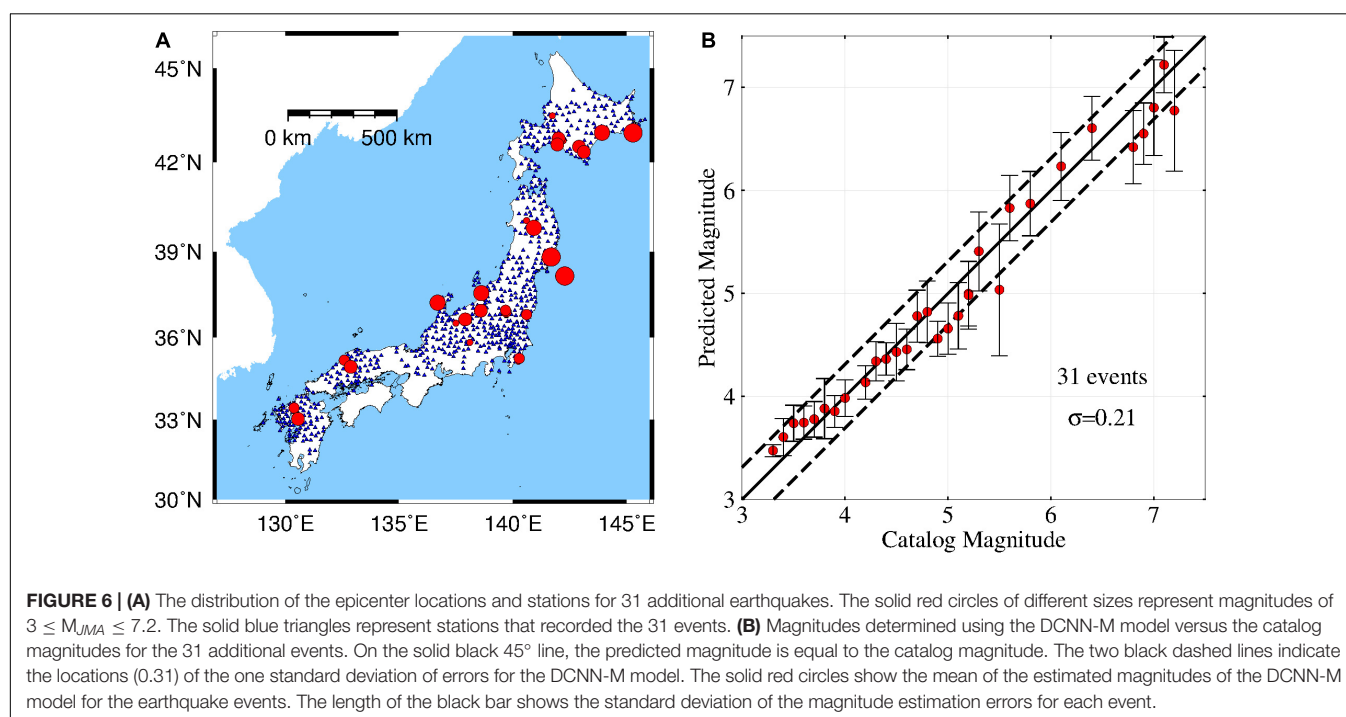 A
45°N
42°N
39°N
36°N
33°N
30°N
0 km 500 km
130°E 135°E 140°E 145°E
B
Predicted Magnitude
7
6
5
4
3
31 events
σ=0.21
3 4 5 6 7
Catalog Magnitude
FIGURE 6 | (A) The distribution of the epicenter locations and stations for 31 additional earthquakes. The solid red circles of different sizes represent magnitudes of
3 ≤ M_JMA ≤ 7.2. The solid blue triangles represent stations that recorded the 31 events. (B) Magnitudes determined using the DCNN-M model versus the catalog
magnitudes for the 31 additional events. On the solid black 45° line, the predicted magnitude is equal to the catalog magnitude. The two black dashed lines indicate
the locations (0.31) of the one standard deviation of errors for the DCNN-M model. The solid red circles show the mean of the estimated magnitudes of the DCNN-M
model for the earthquake events. The length of the black bar shows the standard deviation of the magnitude estimation errors for each event.